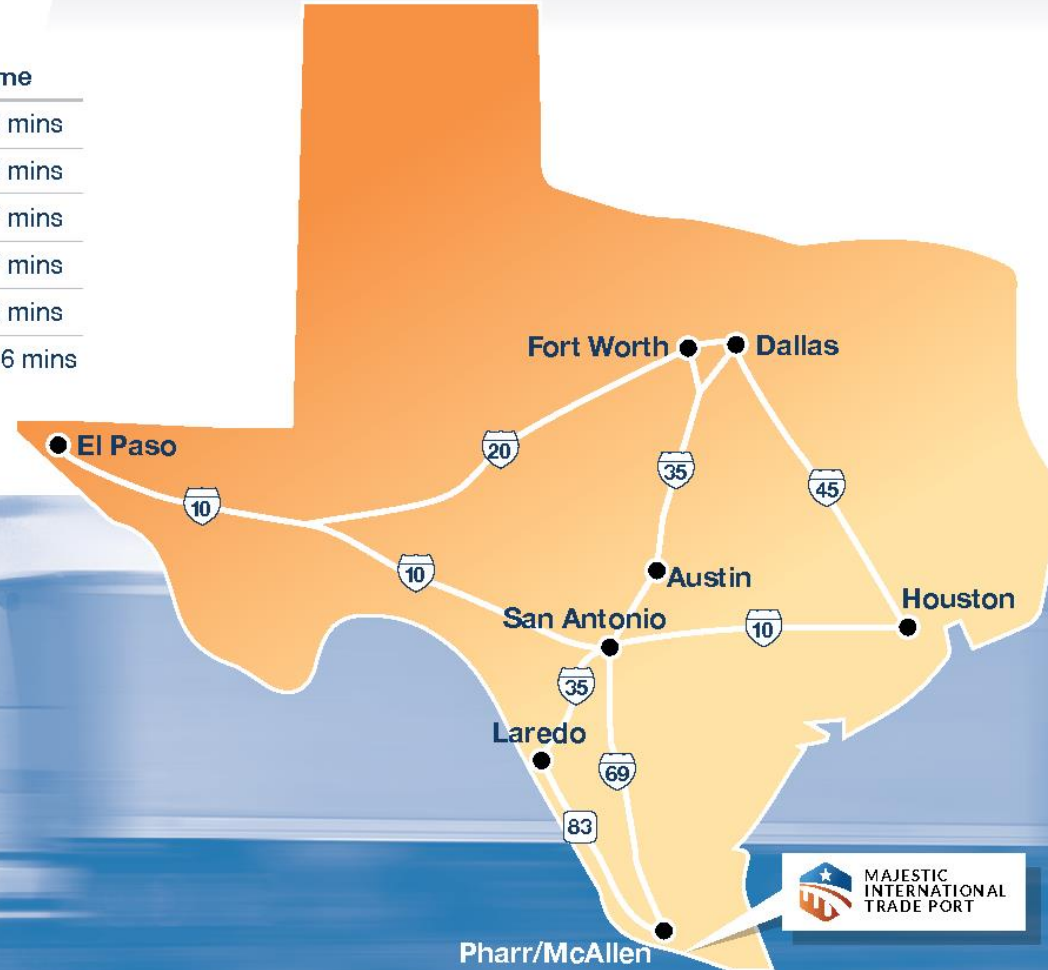 mins
mins
mins
mins
mins
6 mins
Fort Worth
Dallas
El Paso
20
35
45
10
10
Austin
Houston
San Antonio
10
35
Laredo
69
83
MAJESTIC
INTERNATIONAL
TRADE PORT
Pharr/McAllen